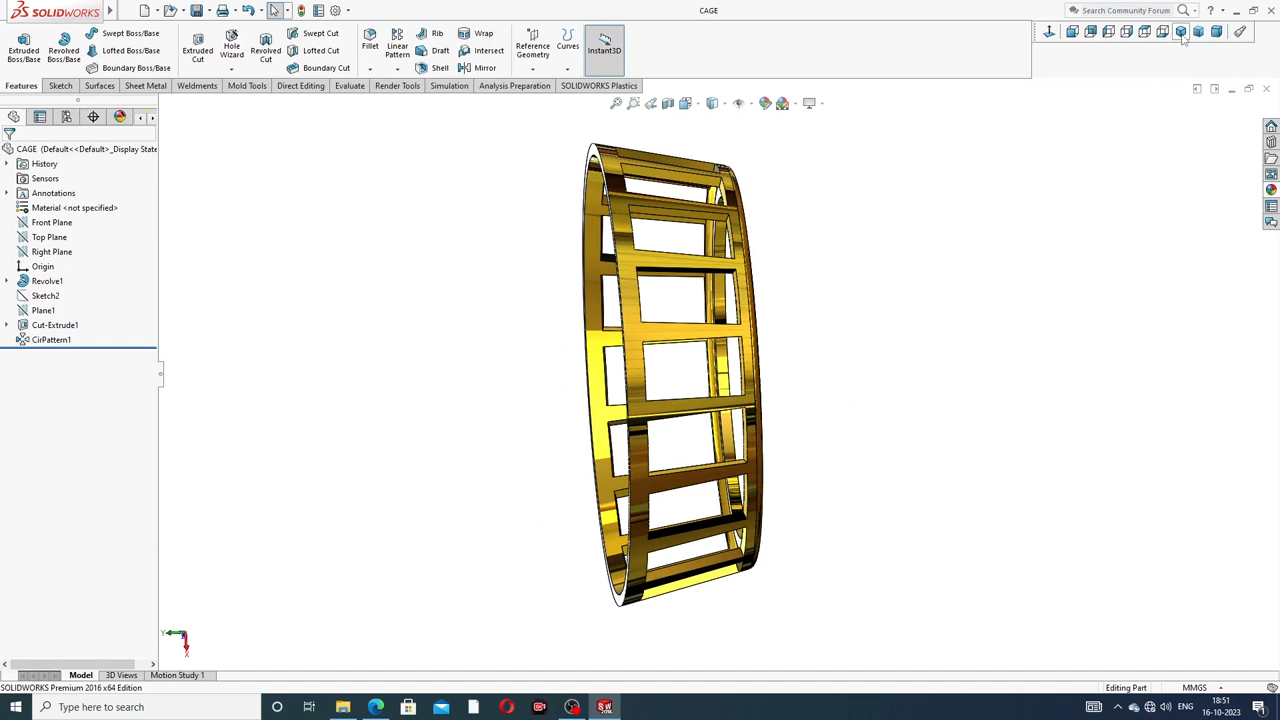 SOLIDWORKS
CAGE
Search Community Forum
Extruded Boss/Base
Revolved Boss/Base
Swept Boss/Base
Lofted Boss/Base
Boundary Boss/Base
Extruded Cut
Hole Wizard
Revolved Cut
Swept Cut
Lofted Cut
Boundary Cut
Fillet
Linear Pattern
Rib
Draft
Shell
Wrap
Intersect
Mirror
Reference Geometry
Curves
Instant3D
Features Sketch Surfaces Sheet Metal Weldments Mold Tools Direct Editing Evaluate Render Tools Simulation Analysis Preparation SOLIDWORKS Plastics
CAGE (Default<<Default>_Display State
History
Sensors
Annotations
Material <not specified>
Front Plane
Top Plane
Right Plane
Origin
Revolve1
Sketch2
Plane1
Cut-Extrude1
CirPattern1
Y
X
Model 3D Views Motion Study 1
SOLIDWORKS Premium 2016 x64 Edition
Editing Part
MMGS
Type here to search
ENG
18:51
16-10-2023